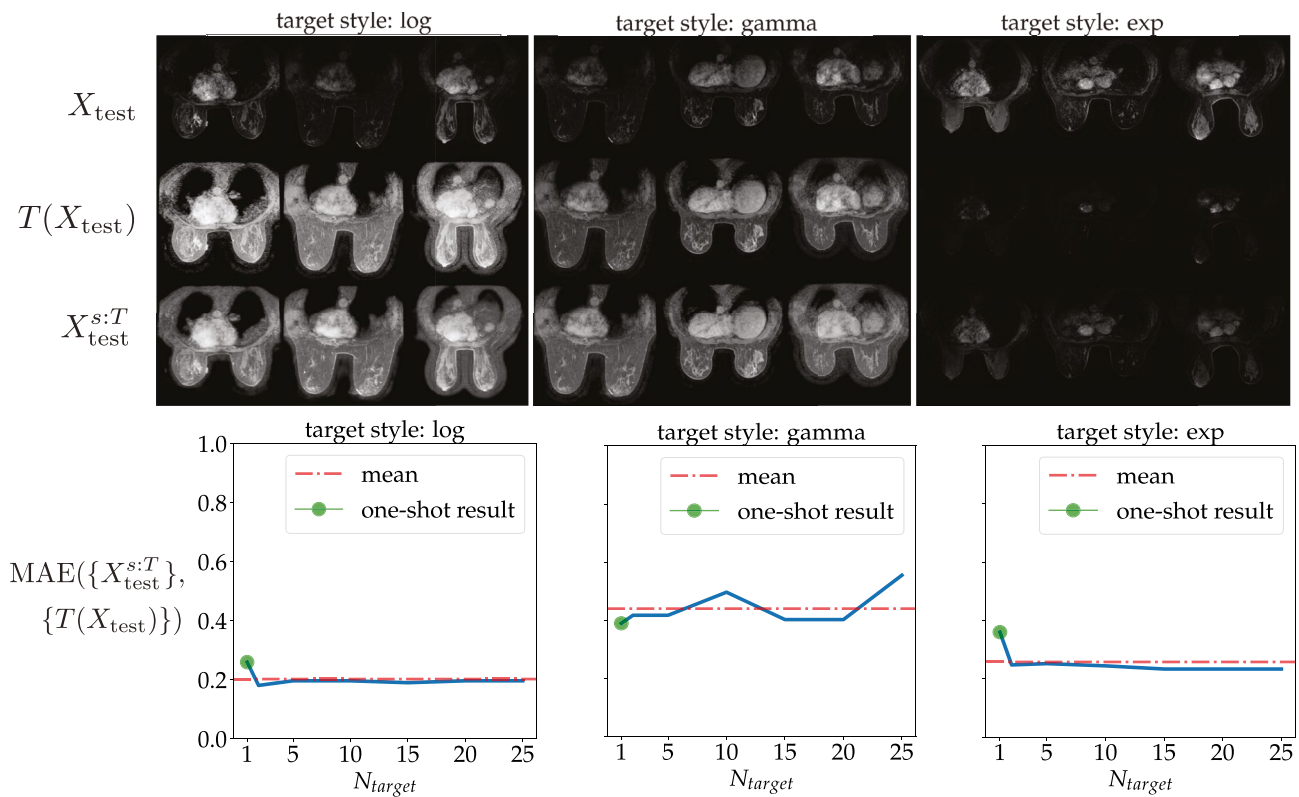 target style: log
target style: gamma
target style: exp
X_test
T(X_test)
X_test^{s:T}
target style: log
target style: gamma
target style: exp
mean
one-shot result
mean
one-shot result
mean
one-shot result
MAE({X_test^{s:T}},
{T(X_test)})
1.0
0.8
0.6
0.4
0.2
0.0
1 5 10 15 20 25
1 5 10 15 20 25
1 5 10 15 20 25
N_target
N_target
N_target